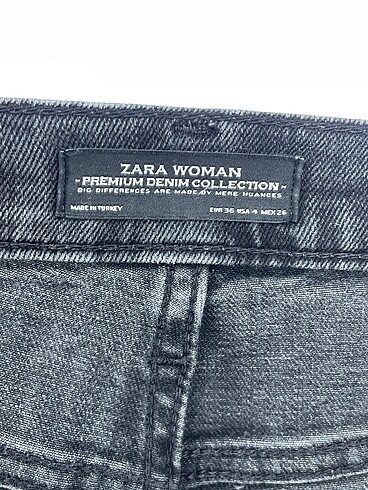 ZARA WOMAN
- PREMIUM DENIM COLLECTION -
BIG DIFFERENCES ARE MADE BY MERE NUANCES
MADE IN TURKEY EUR 36 USA 4 MEX 26